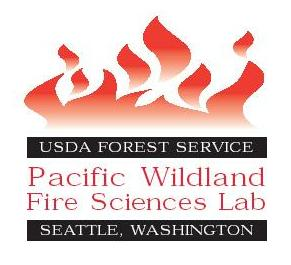 USDA FOREST SERVICE
Pacific Wildland
Fire Sciences Lab
SEATTLE, WASHINGTON